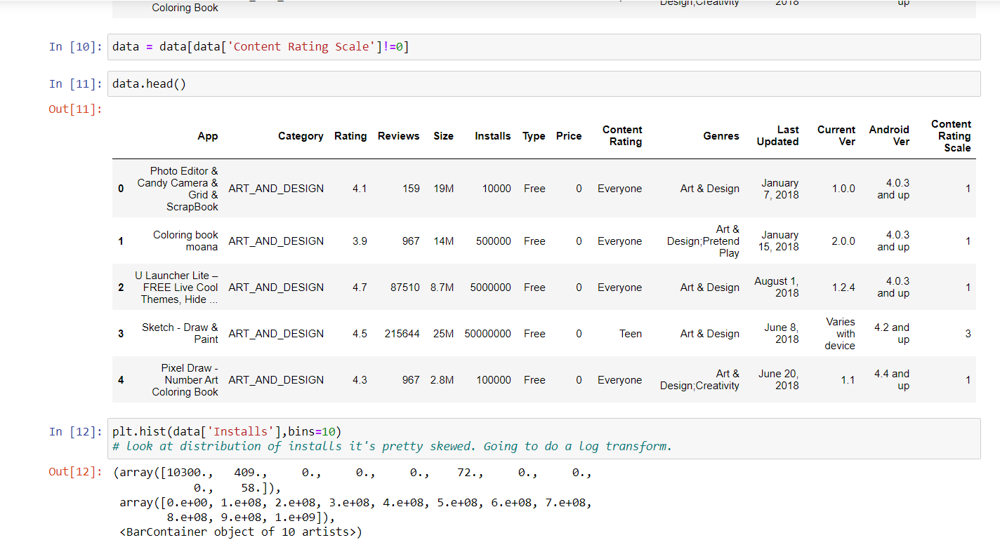 Coloring Book
Design;Creativity 2018 up
In [10]: data = data[data['Content Rating Scale']!=0]
In [11]: data.head()
Out[11]:
App Category Rating Reviews Size Installs Type Price Content Rating Genres Last Updated Current Ver Android Ver Content Rating Scale
0 Photo Editor & Candy Camera & Grid & ScrapBook ART_AND_DESIGN 4.1 159 19M 10000 Free 0 Everyone Art & Design January 7, 2018 1.0.0 4.0.3 and up 1
1 Coloring book moana ART_AND_DESIGN 3.9 967 14M 500000 Free 0 Everyone Art & Design;Pretend Play January 15, 2018 2.0.0 4.0.3 and up 1
2 U Launcher Lite – FREE Live Cool Themes, Hide ... ART_AND_DESIGN 4.7 87510 8.7M 5000000 Free 0 Everyone Art & Design August 1, 2018 1.2.4 4.0.3 and up 1
3 Sketch - Draw & Paint ART_AND_DESIGN 4.5 215644 25M 50000000 Free 0 Teen Art & Design June 8, 2018 Varies with device 4.2 and up 3
4 Pixel Draw - Number Art Coloring Book ART_AND_DESIGN 4.3 967 2.8M 100000 Free 0 Everyone Art & Design;Creativity June 20, 2018 1.1 4.4 and up 1
In [12]: plt.hist(data['Installs'],bins=10)
# look at distribution of installs it's pretty skewed. Going to do a log transform.
Out[12]: (array([10300., 409., 0., 0., 0., 72., 0., 0.,
0., 58.]),
array([0.e+00, 1.e+08, 2.e+08, 3.e+08, 4.e+08, 5.e+08, 6.e+08, 7.e+08,
8.e+08, 9.e+08, 1.e+09]),
<BarContainer object of 10 artists>)